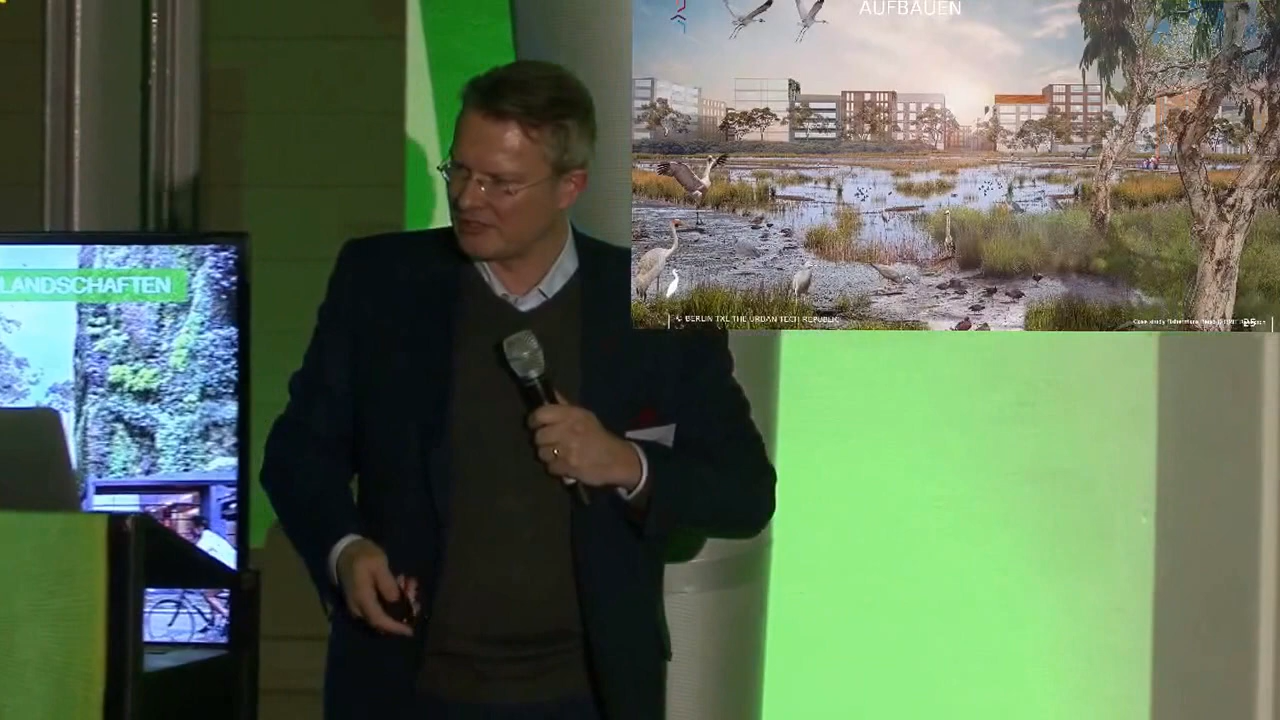 AUFBAUEN
LANDSCHAFTEN
© BERLIN TXL THE URBAN TECH REPUBLIC